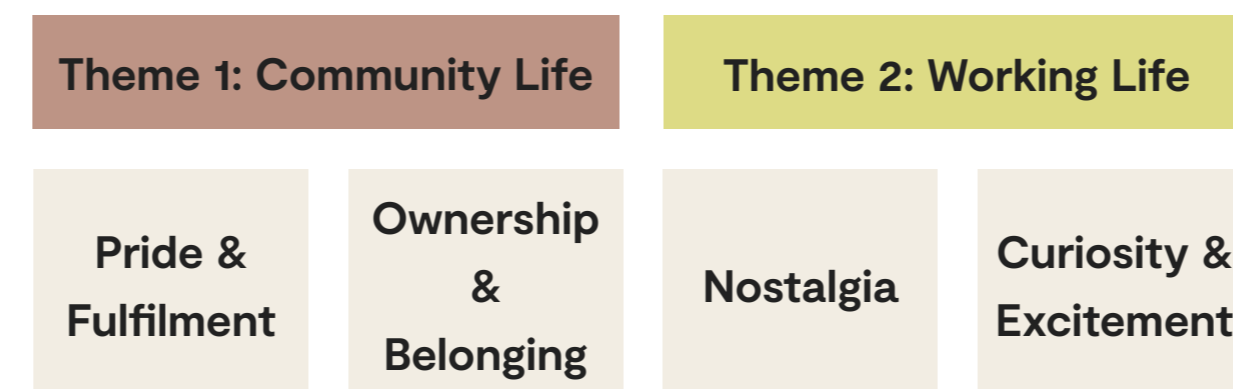 Theme 1: Community Life
Theme 2: Working Life
Pride &
Fulfilment
Ownership
&
Belonging
Nostalgia
Curiosity &
Excitement